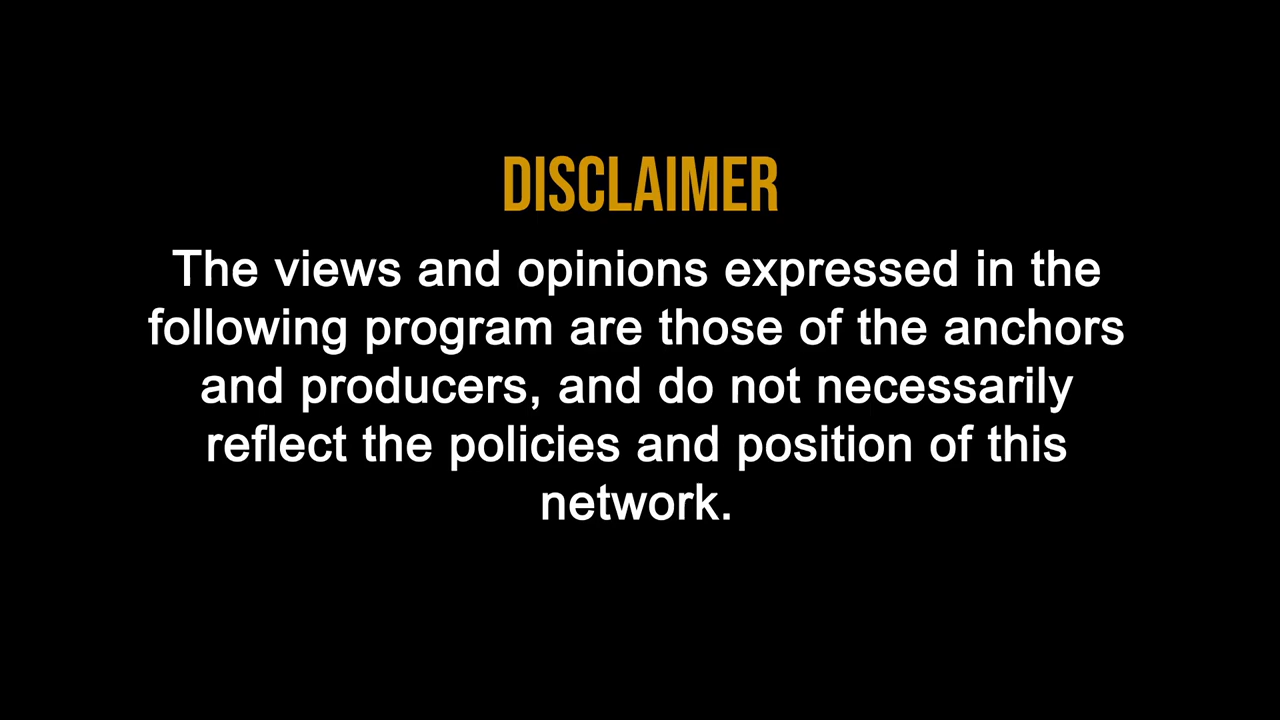 DISCLAIMER
The views and opinions expressed in the
following program are those of the anchors
and producers, and do not necessarily
reflect the policies and position of this
network.